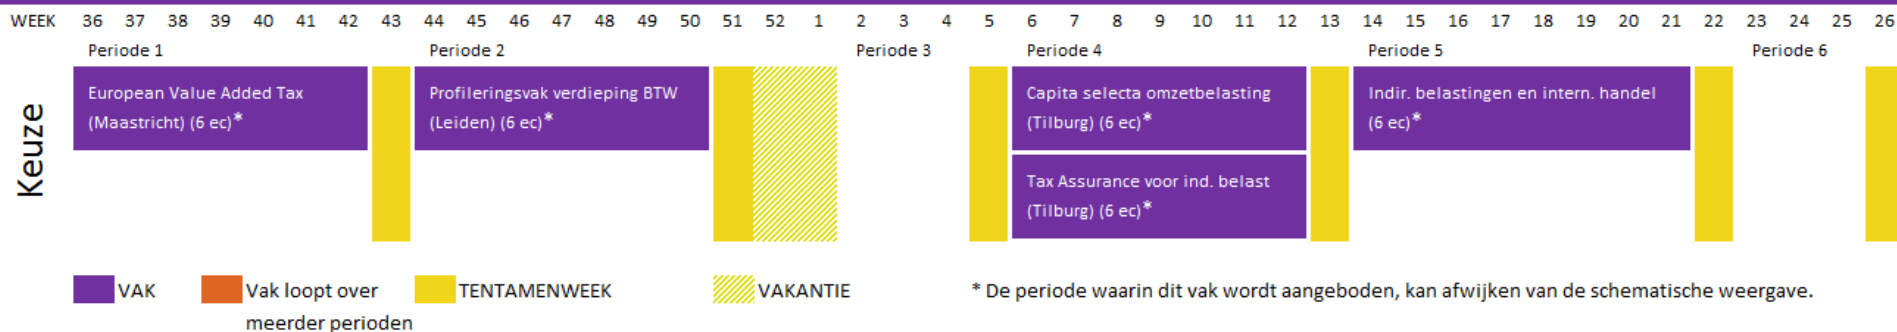 WEEK 36 37 38 39 40 41 42 43 44 45 46 47 48 49 50 51 52 1 2 3 4 5 6 7 8 9 10 11 12 13 14 15 16 17 18 19 20 21 22 23 24 25 26
Periode 1 Periode 2 Periode 3 Periode 4 Periode 5 Periode 6
Keuze
European Value Added Tax
(Maastricht) (6 ec)*
Profileringsvak verdieping BTW
(Leiden) (6 ec)*
Capita selecta omzetbelasting
(Tilburg) (6 ec)*
Indir. belastingen en intern. handel
(6 ec)*
Tax Assurance voor ind. belast
(Tilburg) (6 ec)*
VAK
Vak loopt over
meerder perioden
TENTAMENWEEK
VAKANTIE
* De periode waarin dit vak wordt aangeboden, kan afwijken van de schematische weergave.